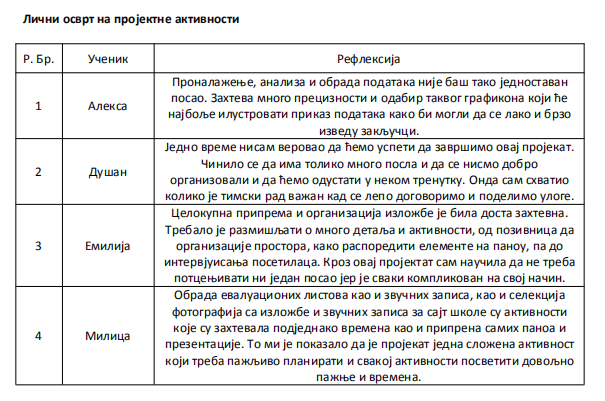 Лични осврт на пројектне активности
Р. Бр. Ученик Рефлексија
1 Алекса Проналажење, анализа и обрада података није баш тако једноставан
посао. Захтева много прецизности и одабир таквог графикона који ће
најбоље илустровати приказ података како би могли да се лако и брзо
изведу закључци.
2 Душан Једно време нисам веровао да ћемо успети да завршимо овај пројекат.
Чинило се да има толико много посла и да се нисмо добро
организовали и да ћемо одустати у неком тренутку. Онда сам схватио
колико је тимски рад важан кад се лепо договоримо и поделимо улоге.
3 Емилија Целокупна припрема и организација изложбе је била доста захтевна.
Требало је размишљати о много детаља и активности, од позивница до
организације простора, како распоредити елементе на паноу, па до
интервјуисања посетилаца. Кроз овај пројектат сам научила да не треба
потцењивати ни један посао јер је сваки компликован на свој начин.
4 Милица Обрада евалуационих листова као и звучних записа, као и селекција
фотографија са изложбе и звучних записа за сајт школе су активности
које су захтевала подједнако времена као и припрена самих паноа и
презентације. То ми је показало да је пројекат једна сложена активност
који треба пажљиво планирати и свакој активности посветити довољно
пажње и времена.